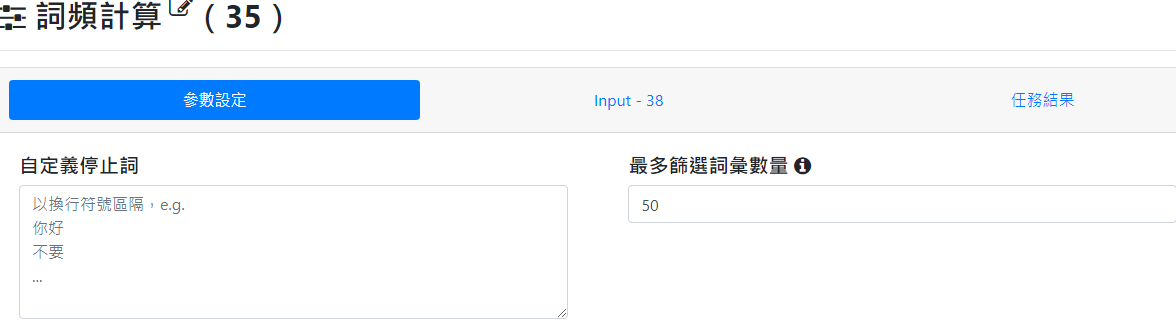 詞頻計算 ( 35 )
參數設定
Input - 38
任務結果
自定義停止詞
最多篩選詞彙數量
以換行符號區隔，e.g.
你好
不要
...
50